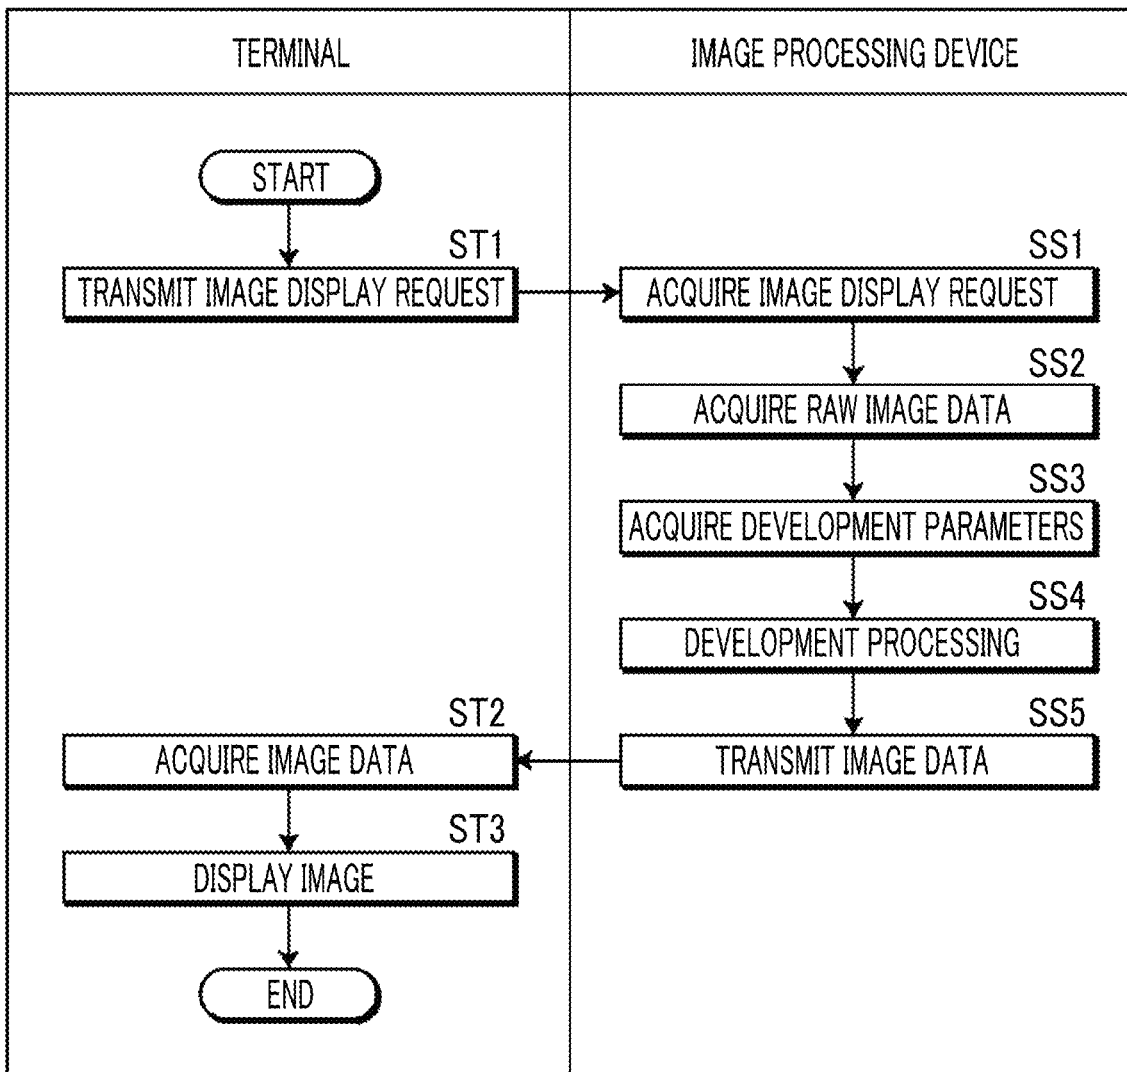 TERMINAL
IMAGE PROCESSING DEVICE
START
ST1
TRANSMIT IMAGE DISPLAY REQUEST
SS1
ACQUIRE IMAGE DISPLAY REQUEST
SS2
ACQUIRE RAW IMAGE DATA
SS3
ACQUIRE DEVELOPMENT PARAMETERS
SS4
DEVELOPMENT PROCESSING
SS5
TRANSMIT IMAGE DATA
ST2
ACQUIRE IMAGE DATA
ST3
DISPLAY IMAGE
END